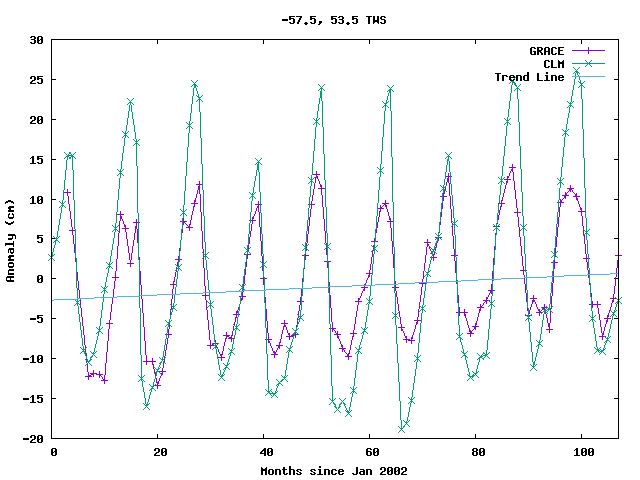 -57.5, 53.5 TWS
GRACE
CLM
Trend Line
30
25
20
15
10
5
0
-5
-10
-15
-20
Anomaly (cm)
0 20 40 60 80 100
Months since Jan 2002